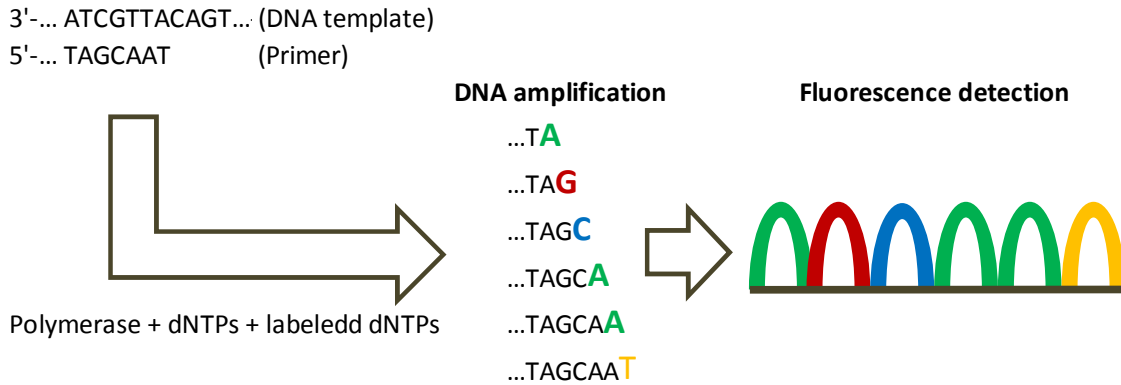 3'-... ATCGTTACAGT... (DNA template)
5'-... TAGCAAT (Primer)
DNA amplification
Fluorescence detection
...TA
...TAG
...TAGC
...TAGCA
...TAGCAA
...TAGCAAT
Polymerase + dNTPs + labeledd dNTPs